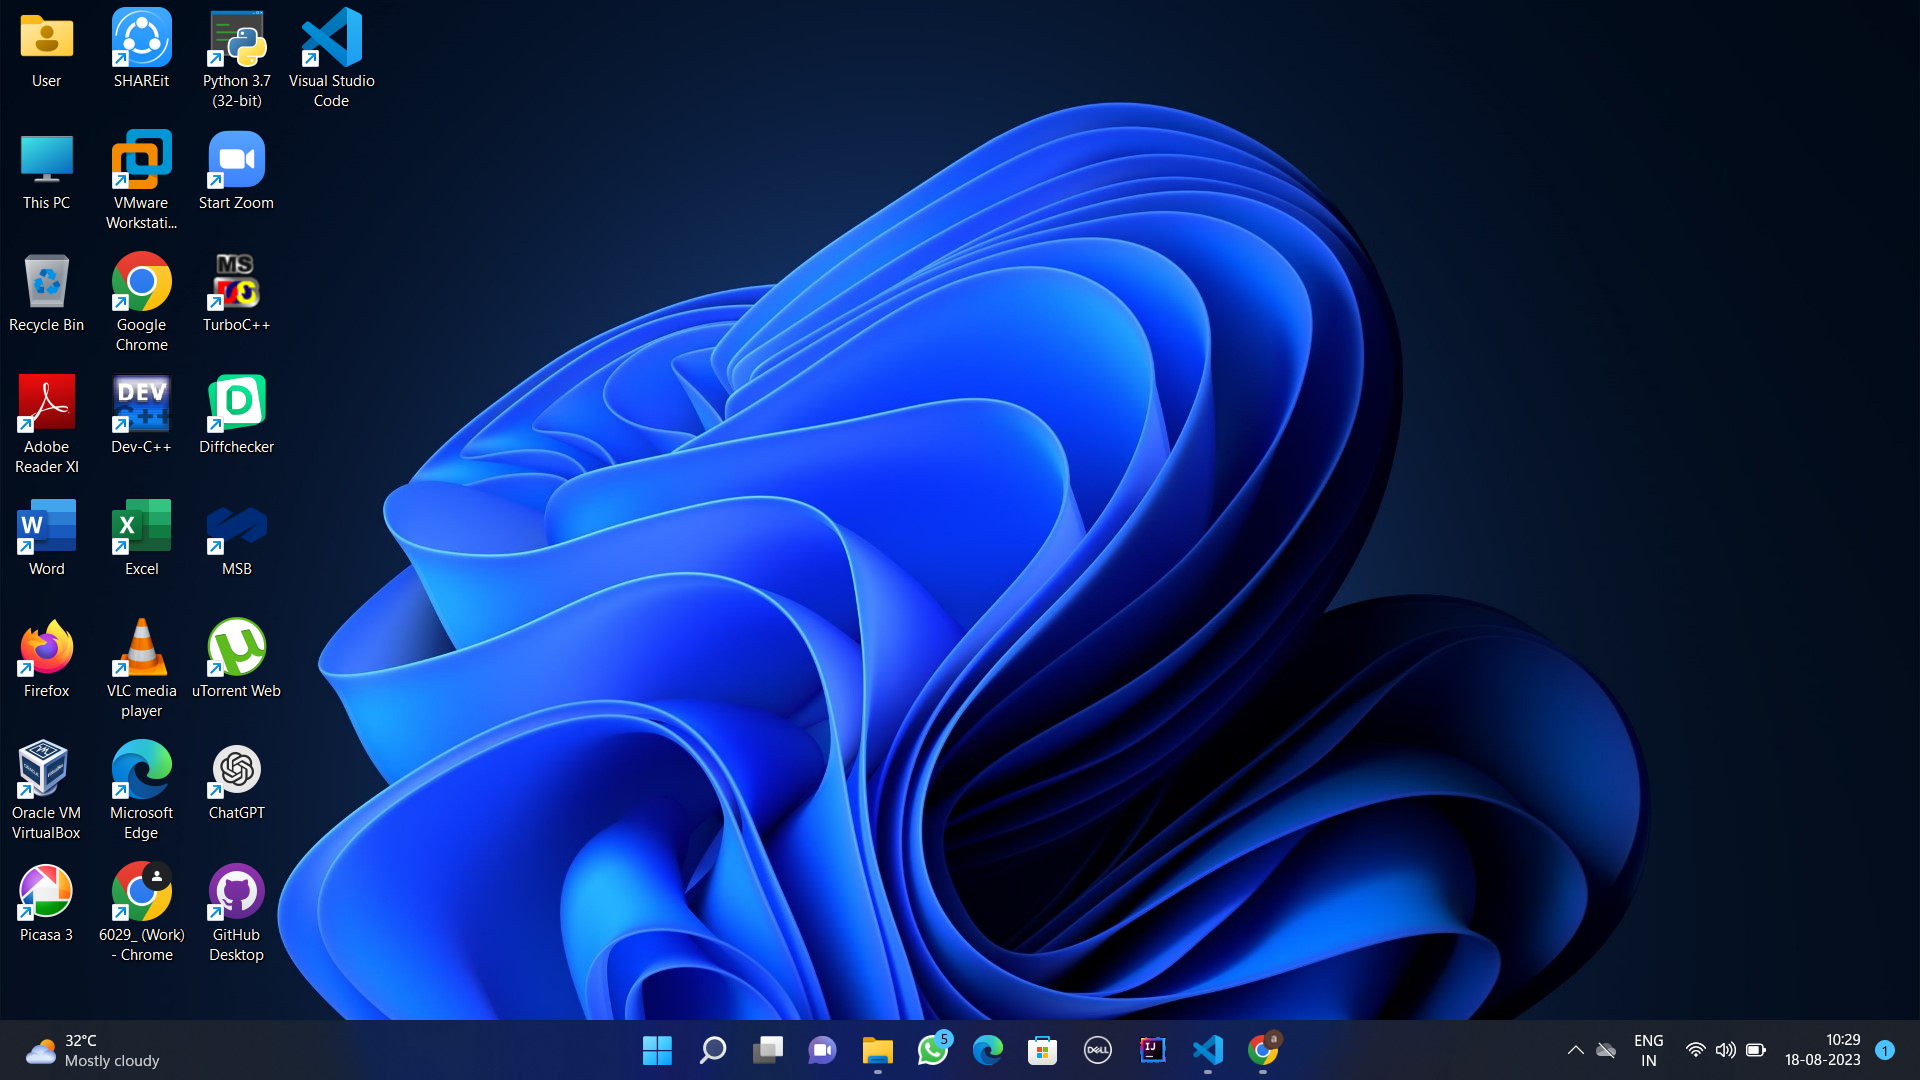 User
SHAREit
Python 3.7
(32-bit)
Visual Studio
Code
This PC
VMware
Workstati...
Start Zoom
Recycle Bin
Google
Chrome
MS
TurboC++
Adobe
Reader XI
DEV
C++
Dev-C++
D
Diffchecker
W
Word
X
Excel
MSB
Firefox
VLC media
player
µ
uTorrent Web
Oracle VM
VirtualBox
Microsoft
Edge
ChatGPT
Picasa 3
6029_ (Work)
- Chrome
GitHub
Desktop
32°C
Mostly cloudy
5
DELL
IJ
a
ENG
IN
10:29
18-08-2023
1